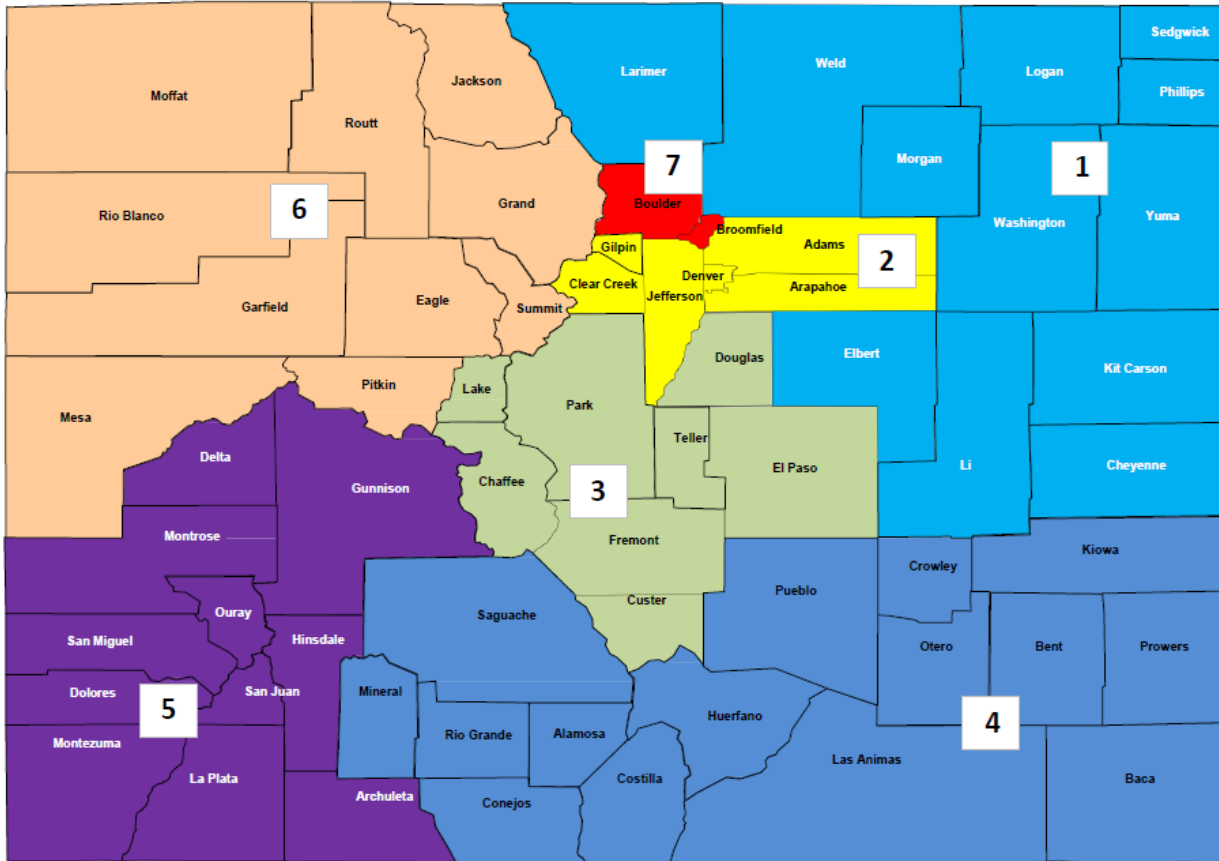 Sedgwick
Larimer
Weld
Logan
Jackson
Moffat
Phillips
Routt
7
Morgan
1
Rio Blanco
6
Grand
Boulder
Washington
Yuma
Broomfield
Gilpin
Adams
2
Denver
Clear Creek
Jefferson
Arapahoe
Garfield
Eagle
Summit
Douglas
Elbert
Kit Carson
Pitkin
Lake
Park
Mesa
Teller
Delta
El Paso
Li
Cheyenne
Gunnison
Chaffee
3
Montrose
Fremont
Kiowa
Crowley
Pueblo
Ouray
Custer
Saguache
San Miguel
Hinsdale
Otero
Bent
Prowers
Dolores
San Juan
Mineral
5
4
Huerfano
Montezuma
Rio Grande
Alamosa
Las Animas
La Plata
Costilla
Baca
Archuleta
Conejos